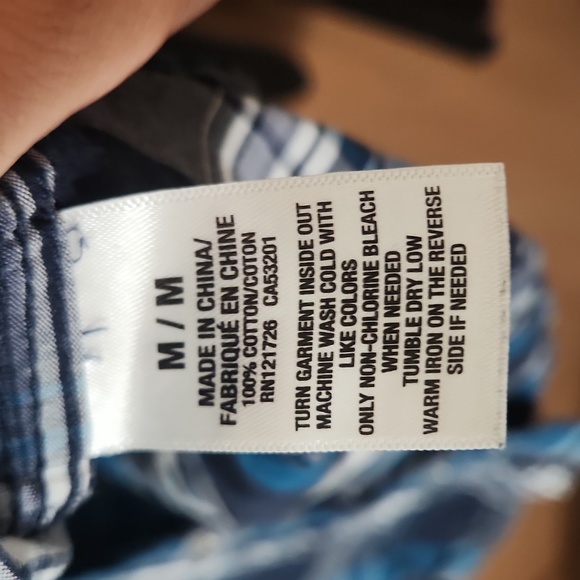 M / M
MADE IN CHINA/
FABRIQUÉ EN CHINE
100% COTTON/COTON
RN121726 CA53201
TURN GARMENT INSIDE OUT
MACHINE WASH COLD WITH
LIKE COLORS
ONLY NON-CHLORINE BLEACH
WHEN NEEDED
TUMBLE DRY LOW
WARM IRON ON THE REVERSE
SIDE IF NEEDED